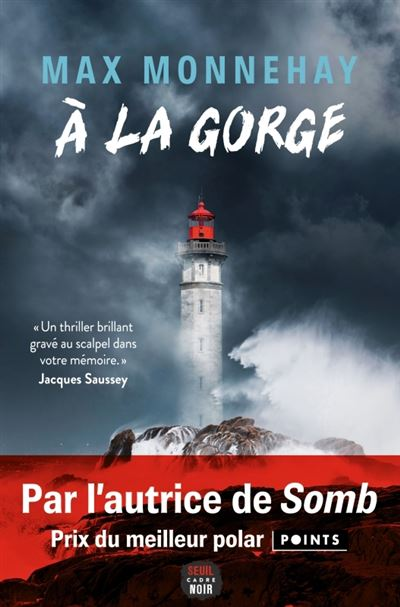 MAX MONNEHAY
À LA GORGE
« Un thriller brillant
gravé au scalpel dans
votre mémoire. »
Jacques Saussey
Par l'autrice de Somb
Prix du meilleur polar | POINTS
SEUIL
CADRE
NOIR